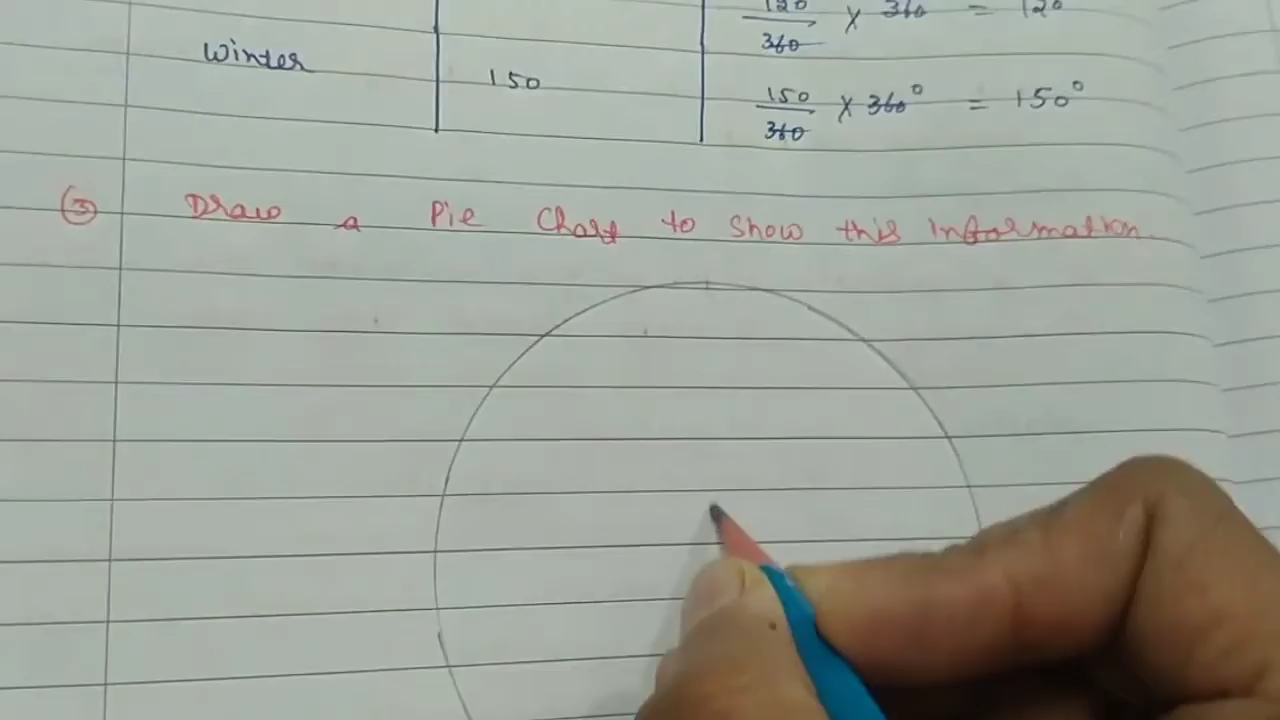 120/360 × 360 = 120
Winter 150 150/360 × 360° = 150°
③ Draw a Pie Chart to Show this information